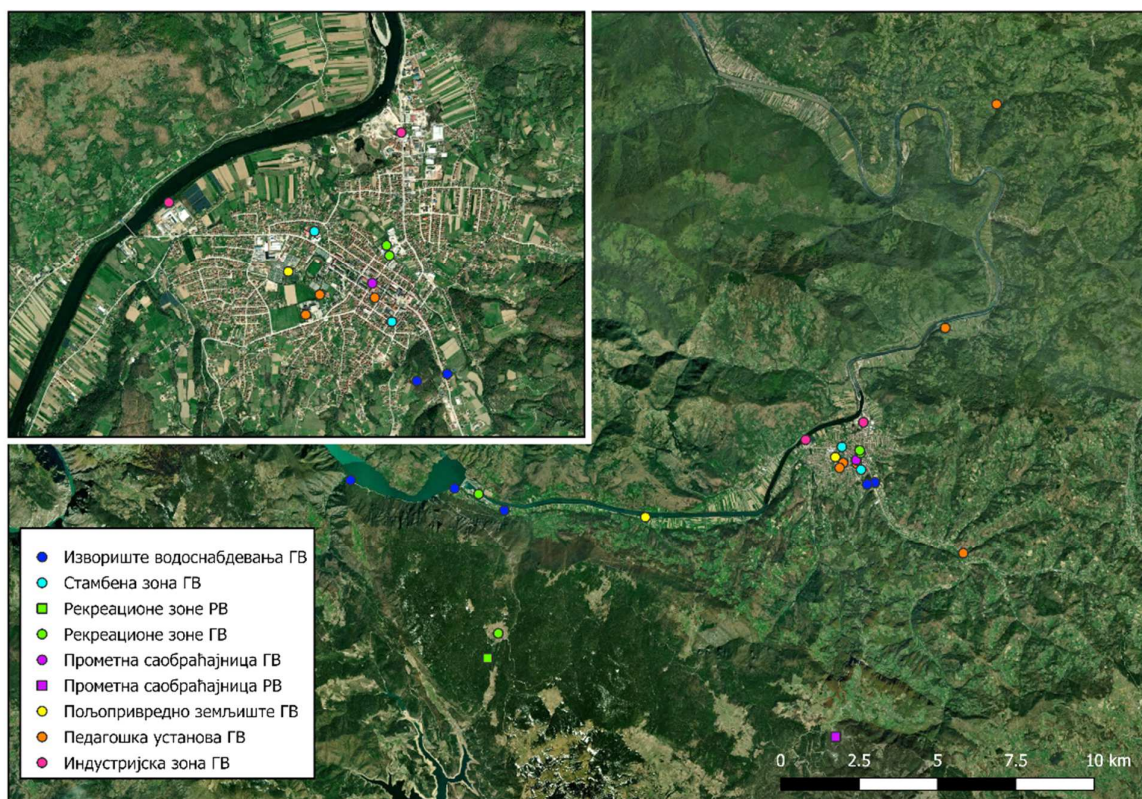 Извориште водоснабдевања ГВ
Стамбена зона ГВ
Рекреационе зоне РВ
Рекреационе зоне ГВ
Прометна саобраћајница ГВ
Прометна саобраћајница РВ
Пољопривредно земљиште ГВ
Педагошка установа ГВ
Индустријска зона ГВ
0 2.5 5 7.5 10 km